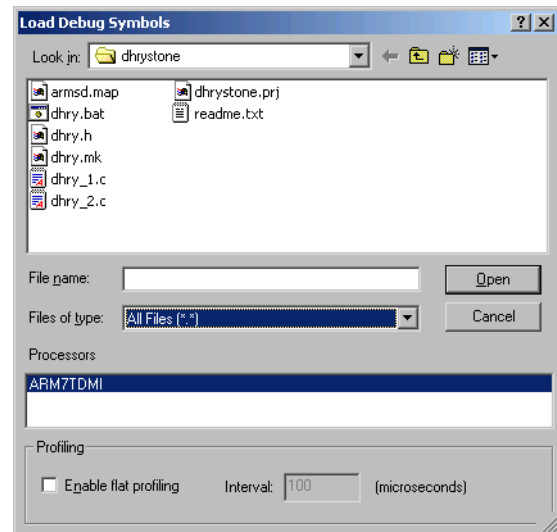 Load Debug Symbols
Look in: dhrystone
armsd.map
dhry.bat
dhry.h
dhry.mk
dhry_1.c
dhry_2.c
dhrystone.prj
readme.txt
File name: Open
Files of type: All Files (*.*) Cancel
Processors
ARM7TDMI
Profiling
Enable flat profiling Interval: 100 (microseconds)